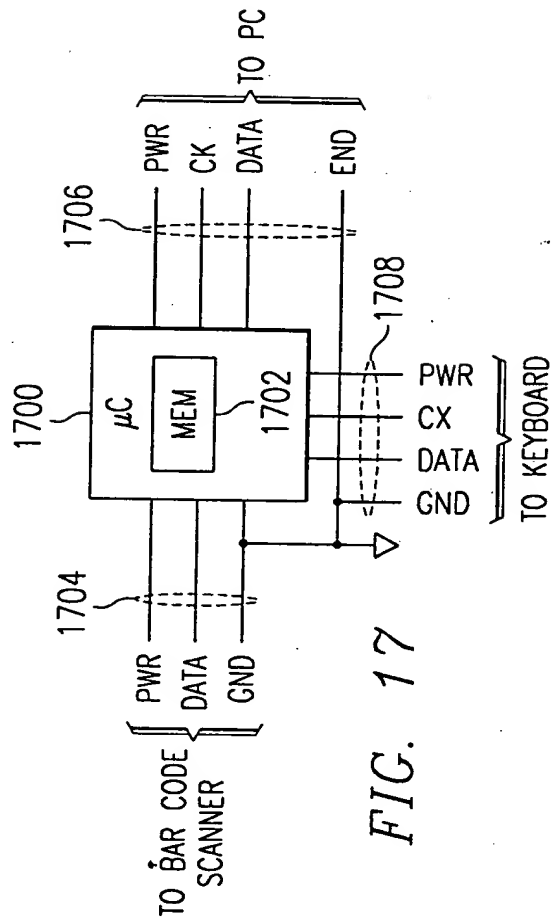 1700
µC
MEM
1702
1704
PWR
DATA
GND
TO BAR CODE
SCANNER
1706
PWR
CK
DATA
END
TO PC
1708
PWR
CX
DATA
GND
TO KEYBOARD
FIG. 17